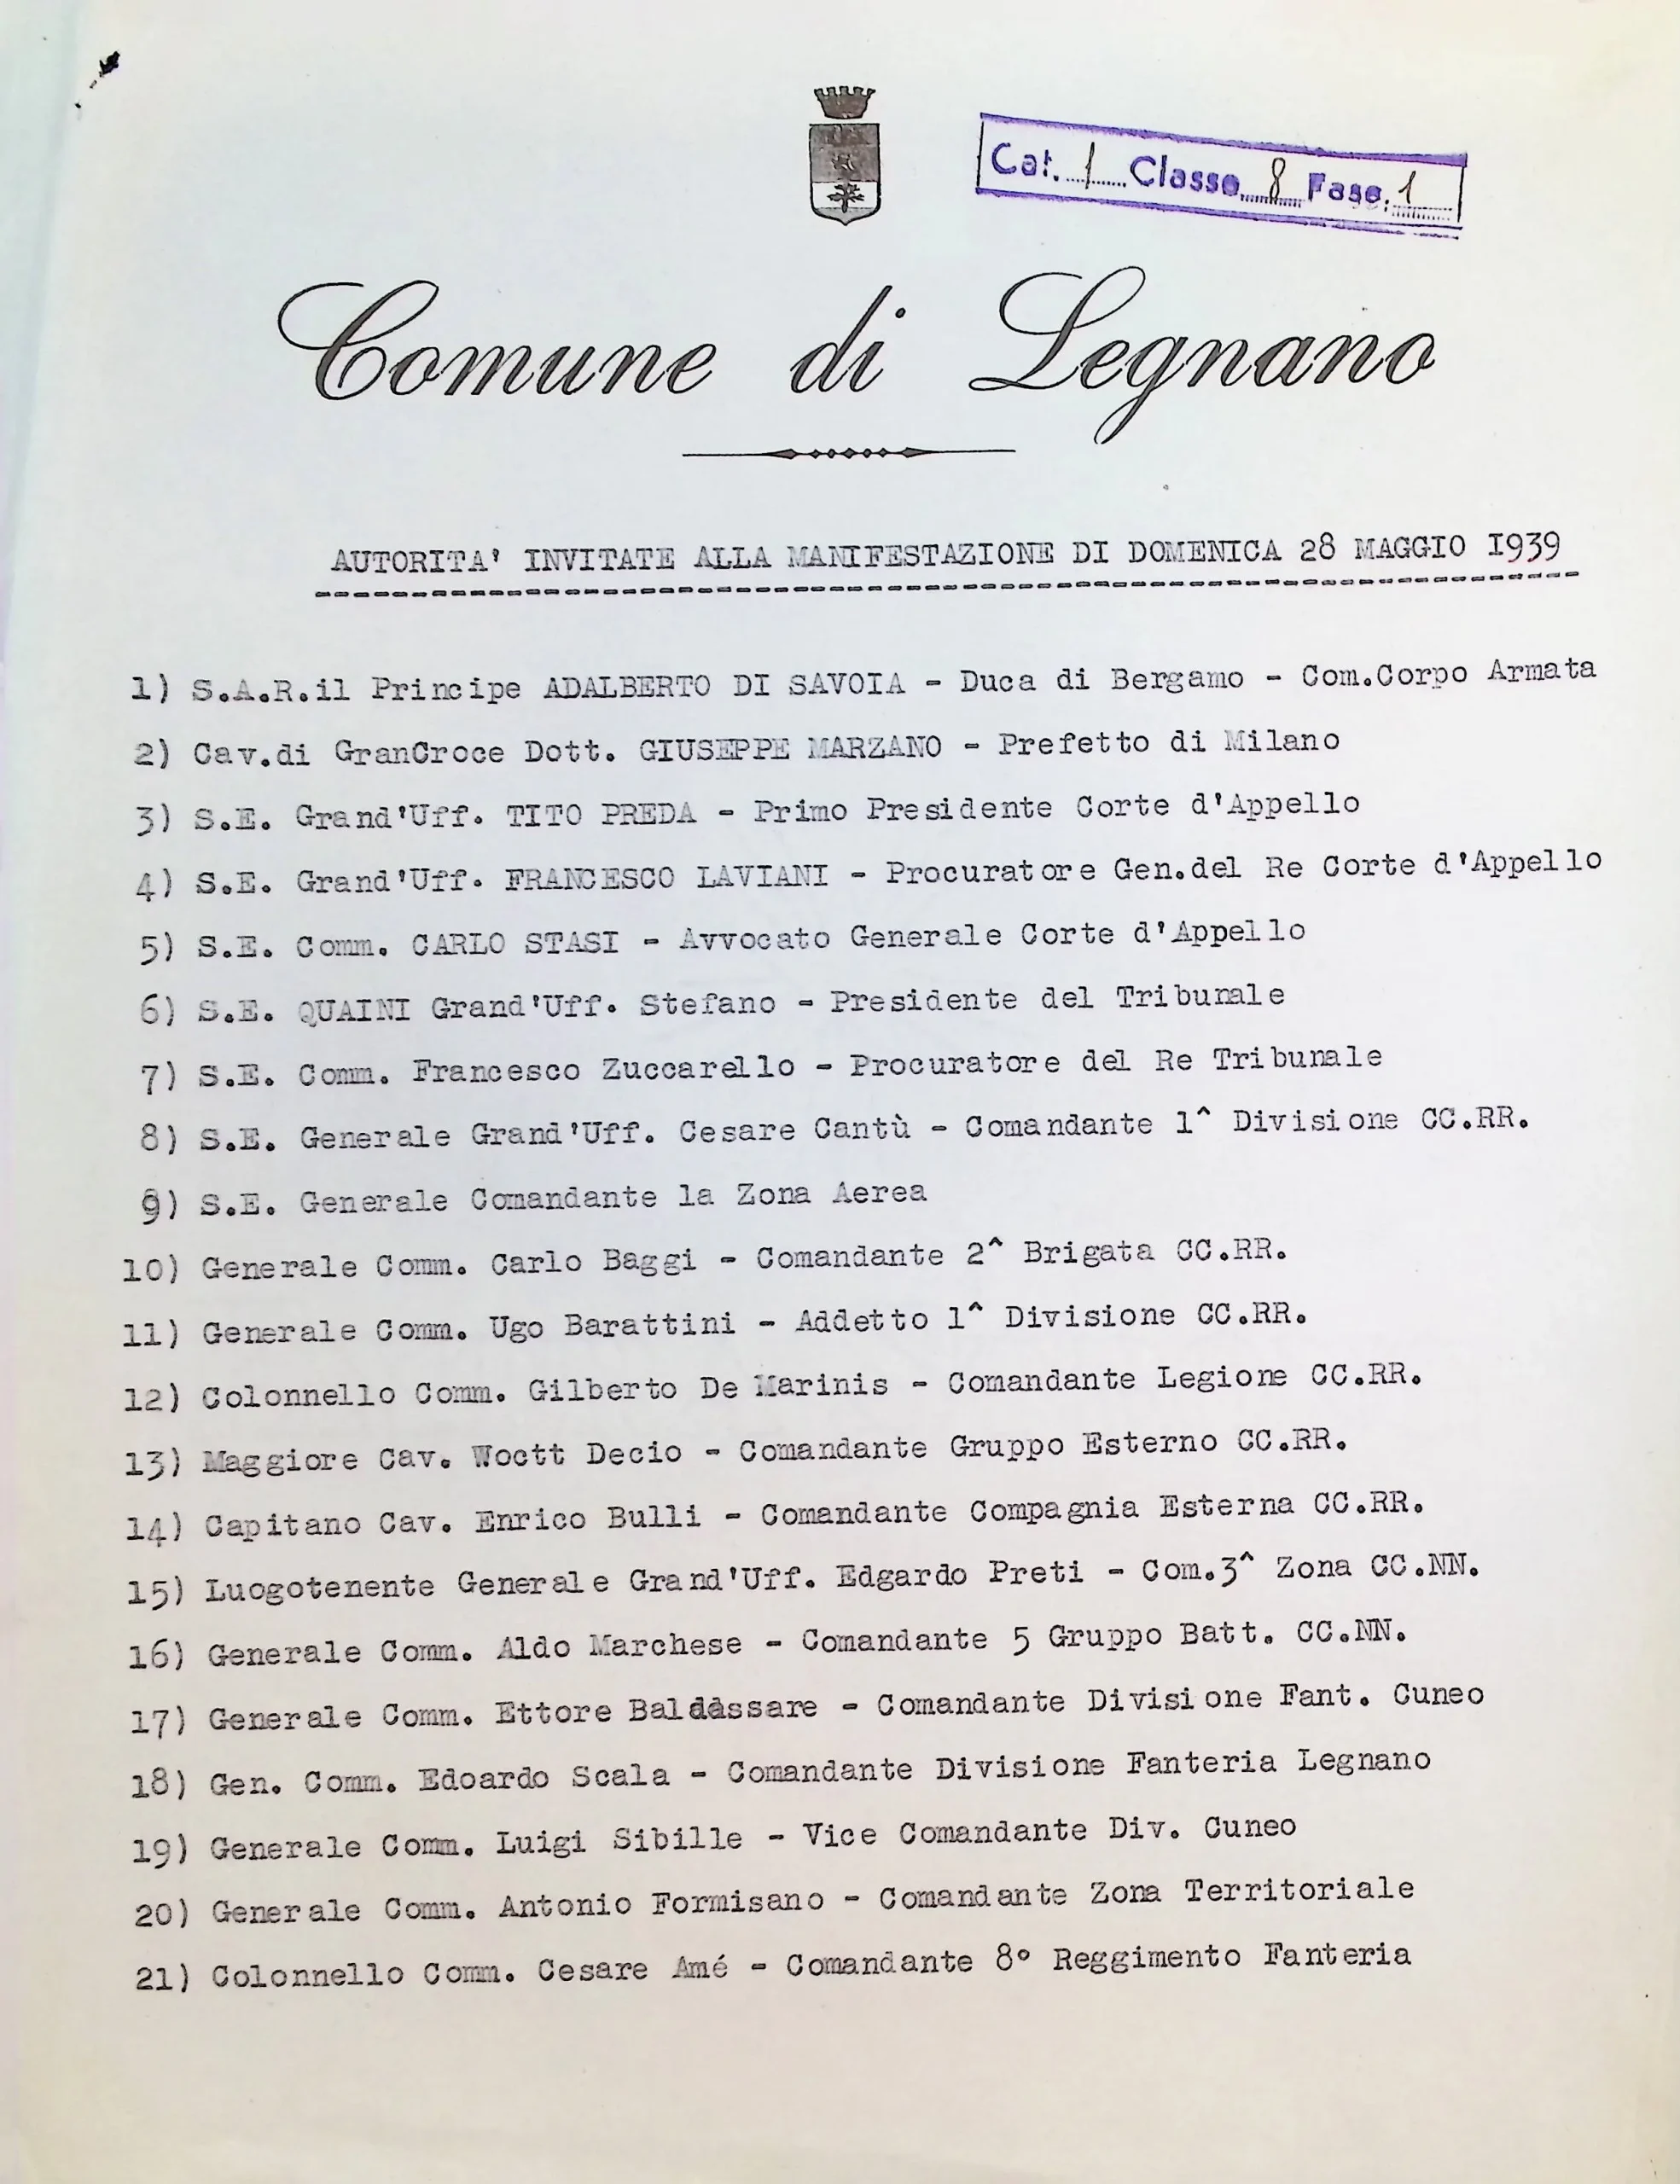 Cat. 1 Classe 8 Fasc. 1
Comune di Legnano
AUTORITA' INVITATE ALLA MANIFESTAZIONE DI DOMENICA 28 MAGGIO 1939
1) S.A.R.il Principe ADALBERTO DI SAVOIA - Duca di Bergamo - Com.Corpo Armata
2) Cav.di GranCroce Dott. GIUSEPPE MARZANO - Prefetto di Milano
3) S.E. Grand'Uff. TITO PREDA - Primo Presidente Corte d'Appello
4) S.E. Grand'Uff. FRANCESCO LAVIANI - Procuratore Gen.del Re Corte d'Appello
5) S.E. Comm. CARLO STASI - Avvocato Generale Corte d'Appello
6) S.E. QUAINI Grand'Uff. Stefano - Presidente del Tribunale
7) S.E. Comm. Francesco Zuccarello - Procuratore del Re Tribunale
8) S.E. Generale Grand'Uff. Cesare Cantù - Comandante 1^ Divisione CC.RR.
9) S.E. Generale Comandante la Zona Aerea
10) Generale Comm. Carlo Baggi - Comandante 2^ Brigata CC.RR.
11) Generale Comm. Ugo Barattini - Addetto 1^ Divisione CC.RR.
12) Colonnello Comm. Gilberto De Marinis - Comandante Legione CC.RR.
13) Maggiore Cav. Woctt Decio - Comandante Gruppo Esterno CC.RR.
14) Capitano Cav. Enrico Bulli - Comandante Compagnia Esterna CC.RR.
15) Luogotenente Generale Grand'Uff. Edgardo Preti - Com.3^ Zona CC.NN.
16) Generale Comm. Aldo Marchese - Comandante 5 Gruppo Batt. CC.NN.
17) Generale Comm. Ettore Baldassare - Comandante Divisione Fant. Cuneo
18) Gen. Comm. Edoardo Scala - Comandante Divisione Fanteria Legnano
19) Generale Comm. Luigi Sibille - Vice Comandante Div. Cuneo
20) Generale Comm. Antonio Formisano - Comandante Zona Territoriale
21) Colonnello Comm. Cesare Amé - Comandante 8° Reggimento Fanteria